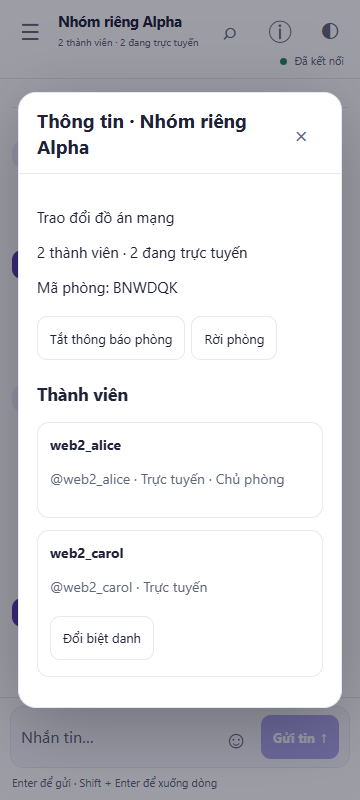 Nhóm riêng Alpha
2 thành viên · 2 đang trực tuyến
Đã kết nối
Thông tin · Nhóm riêng
Alpha
Trao đổi đồ án mạng
2 thành viên · 2 đang trực tuyến
Mã phòng: BNWDQK
Tắt thông báo phòng
Rời phòng
Thành viên
web2_alice
@web2_alice · Trực tuyến · Chủ phòng
web2_carol
@web2_carol · Trực tuyến
Đổi biệt danh
Nhắn tin...
Gửi tin ↑
Enter để gửi · Shift + Enter để xuống dòng